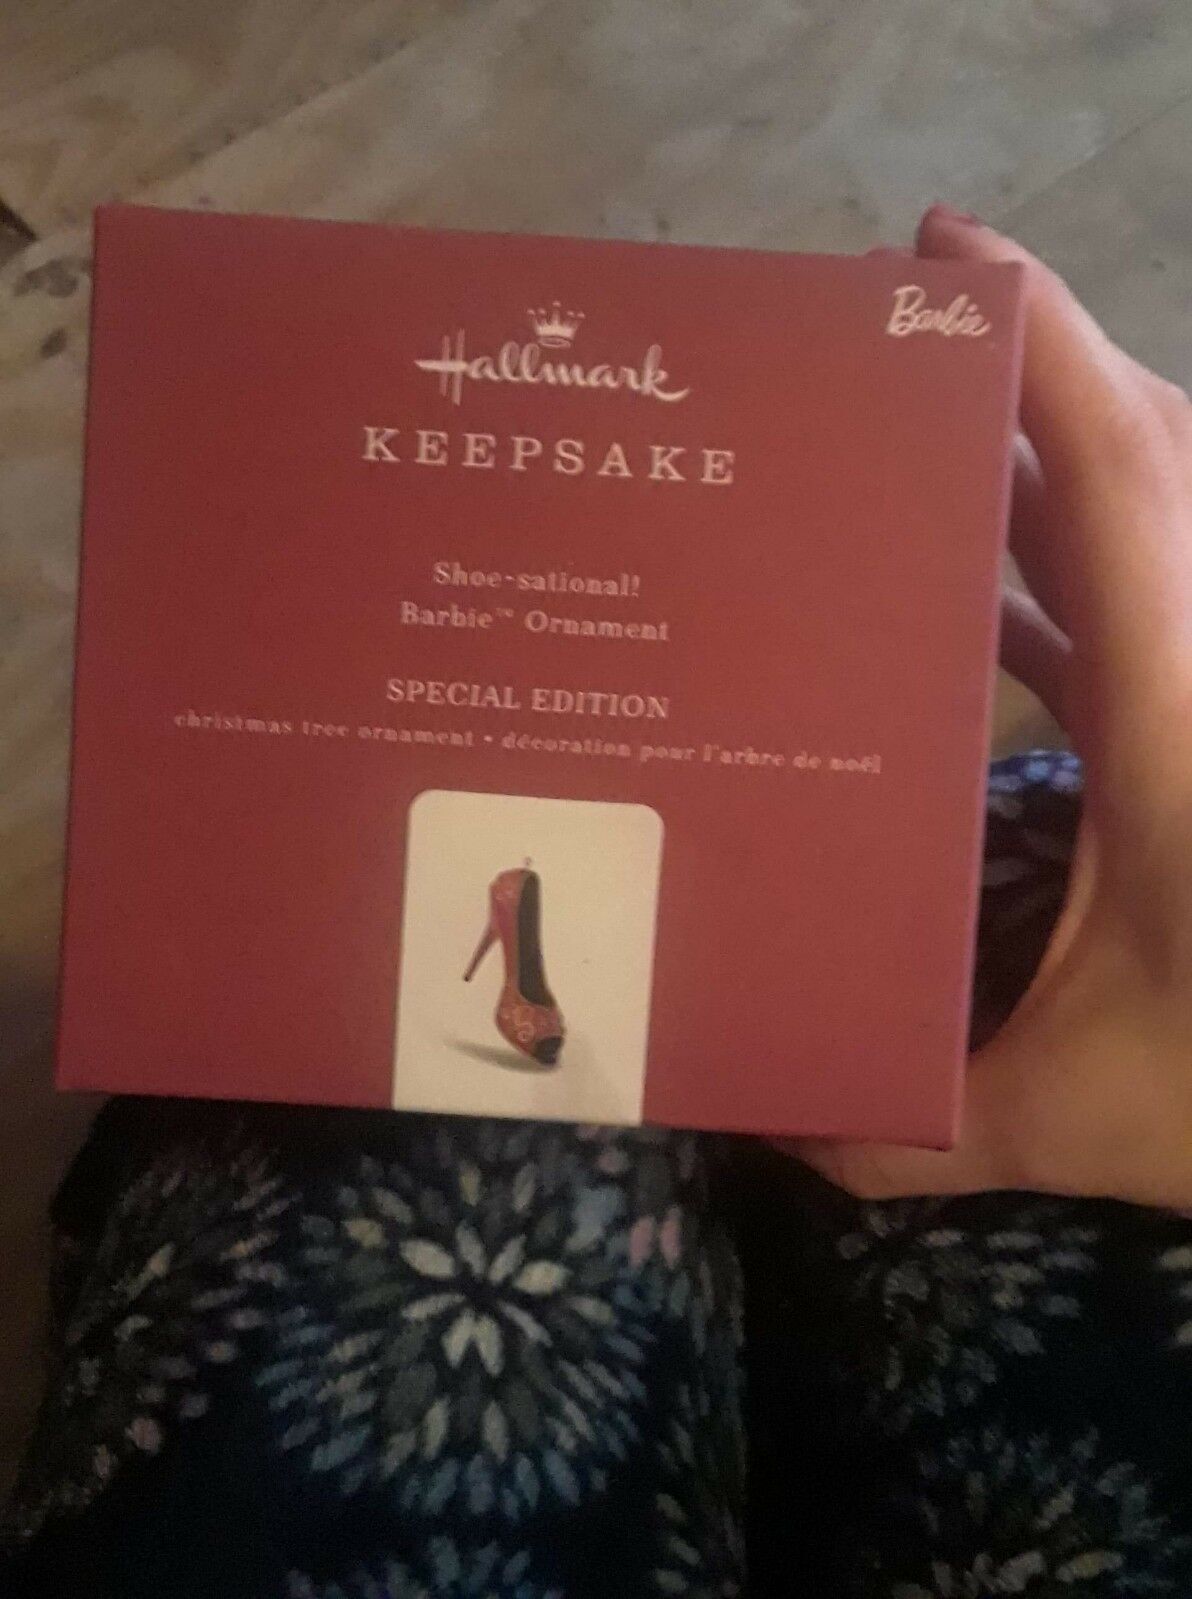 Barbie
Hallmark
KEEPSAKE
Shoe-sational!
Barbie™ Ornament
SPECIAL EDITION
christmas tree ornament • décoration pour l'arbre de noël